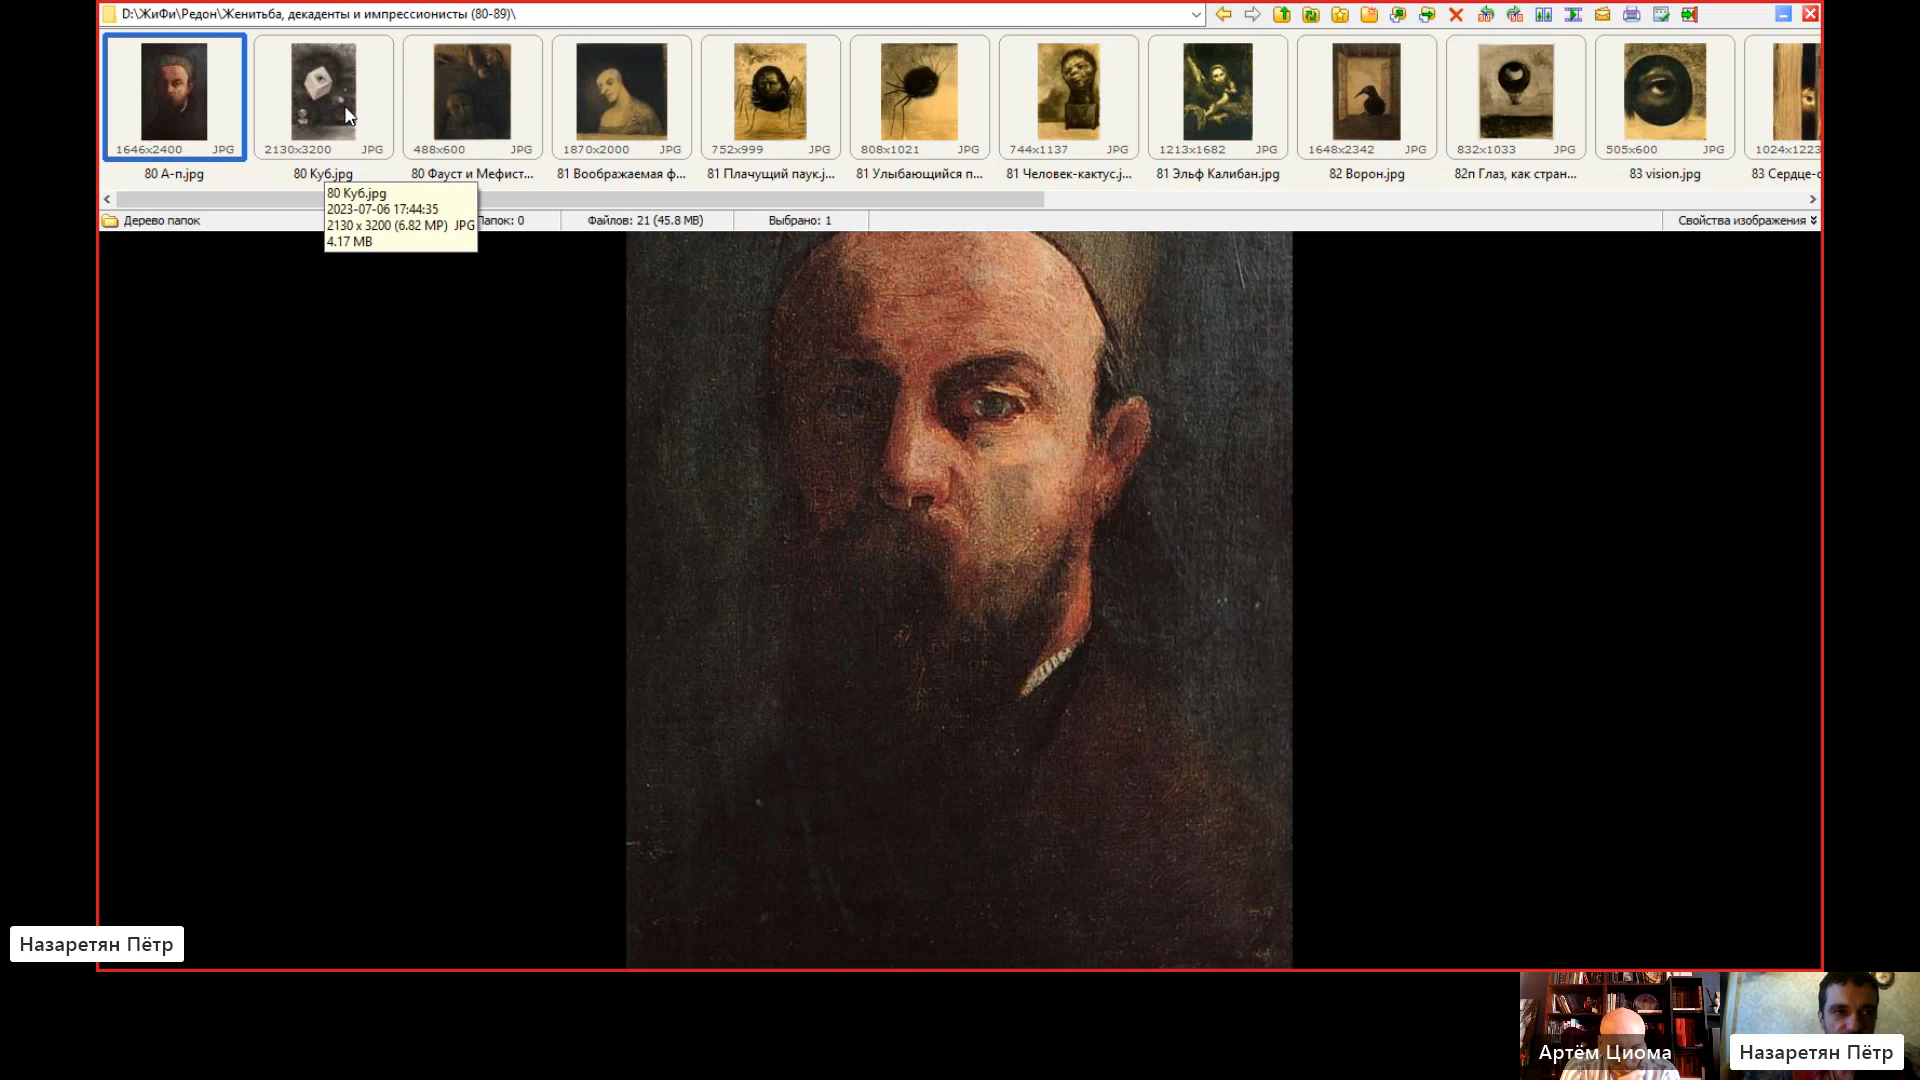 D:\ЖиФи\Редон\Женитьба, декаденты и импрессионисты (80-89)\
1646x2400 JPG
2130x3200 JPG
488x600 JPG
1870x2000 JPG
752x999 JPG
808x1021 JPG
744x1137 JPG
1213x1682 JPG
1648x2342 JPG
832x1033 JPG
505x600 JPG
1024x1223
80 А-п.jpg
80 Куб.jpg
80 Фауст и Мефист...
81 Воображаемая ф...
81 Плачущий паук.j...
81 Улыбающийся п...
81 Человек-кактус.j...
81 Эльф Калибан.jpg
82 Ворон.jpg
82п Глаз, как стран...
83 vision.jpg
83 Сердце-
80 Куб.jpg
2023-07-06 17:44:35
2130 x 3200 (6.82 MP) JPG
4.17 MB
Дерево папок
Папок: 0
Файлов: 21 (45.8 MB)
Выбрано: 1
Свойства изображения
Назаретян Пётр
Артём Циома
Назаретян Пётр